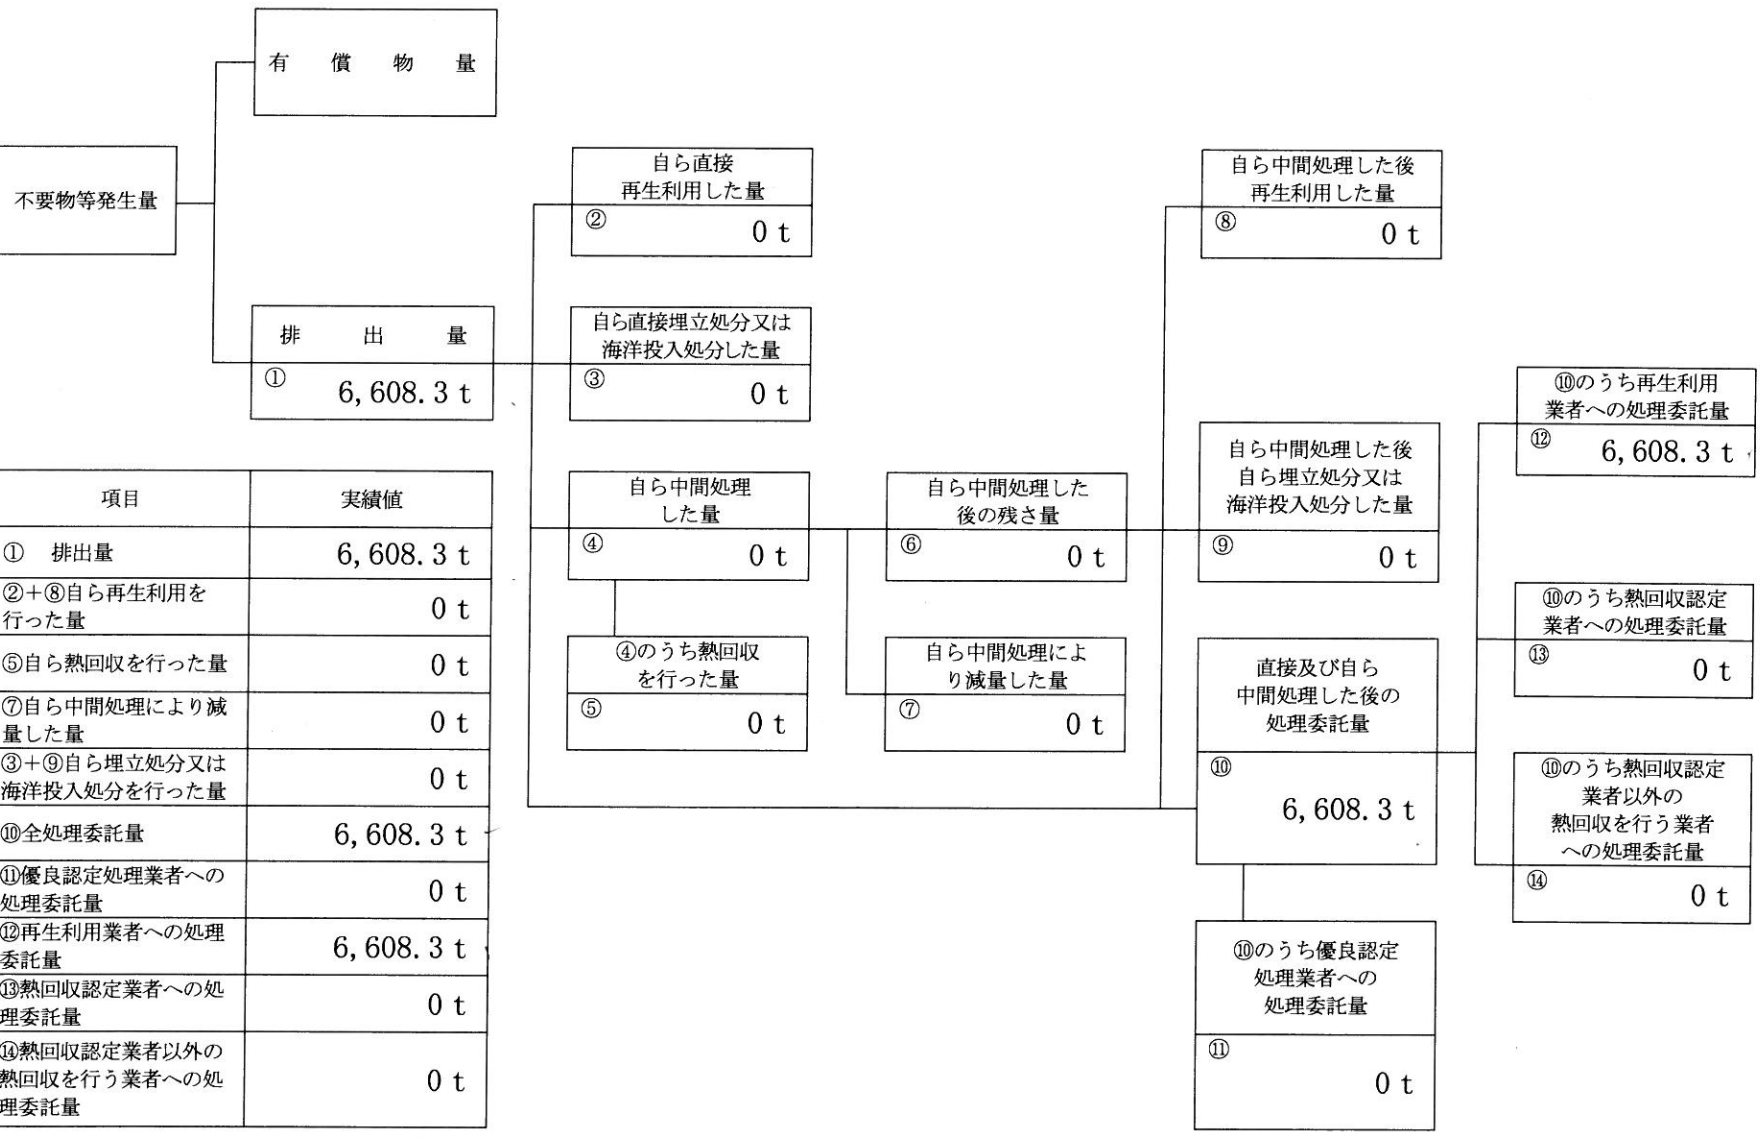 有償物量
不要物等発生量
排出量
① 6,608.3 t
自ら直接
再生利用した量
② 0 t
自ら直接埋立処分又は
海洋投入処分した量
③ 0 t
自ら中間処理
した量
④ 0 t
④のうち熱回収
を行った量
⑤ 0 t
自ら中間処理した
後の残さ量
⑥ 0 t
自ら中間処理によ
り減量した量
⑦ 0 t
自ら中間処理した後
再生利用した量
⑧ 0 t
自ら中間処理した後
自ら埋立処分又は
海洋投入処分した量
⑨ 0 t
直接及び自ら
中間処理した後の
処理委託量
⑩
6,608.3 t
⑩のうち優良認定
処理業者への
処理委託量
⑪
0 t
⑩のうち再生利用
業者への処理委託量
⑫ 6,608.3 t
⑩のうち熱回収認定
業者への処理委託量
⑬ 0 t
⑩のうち熱回収認定
業者以外の
熱回収を行う業者
への処理委託量
⑭ 0 t
項目 実績値
① 排出量 6,608.3 t
②+⑧自ら再生利用を
行った量 0 t
⑤自ら熱回収を行った量 0 t
⑦自ら中間処理により減
量した量 0 t
③+⑨自ら埋立処分又は
海洋投入処分を行った量 0 t
⑩全処理委託量 6,608.3 t
⑪優良認定処理業者への
処理委託量 0 t
⑫再生利用業者への処理
委託量 6,608.3 t
⑬熱回収認定業者への処
理委託量 0 t
⑭熱回収認定業者以外の
熱回収を行う業者への処
理委託量 0 t